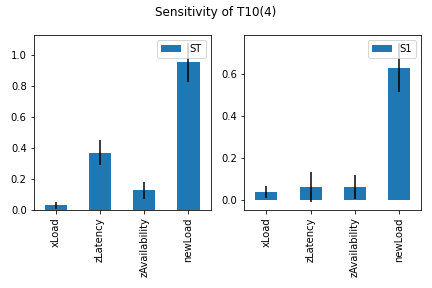 Sensitivity of T10(4)
ST
1.0
0.8
0.6
0.4
0.2
0.0
xLoad
zLatency
zAvailability
newLoad
S1
0.6
0.4
0.2
0.0
xLoad
zLatency
zAvailability
newLoad